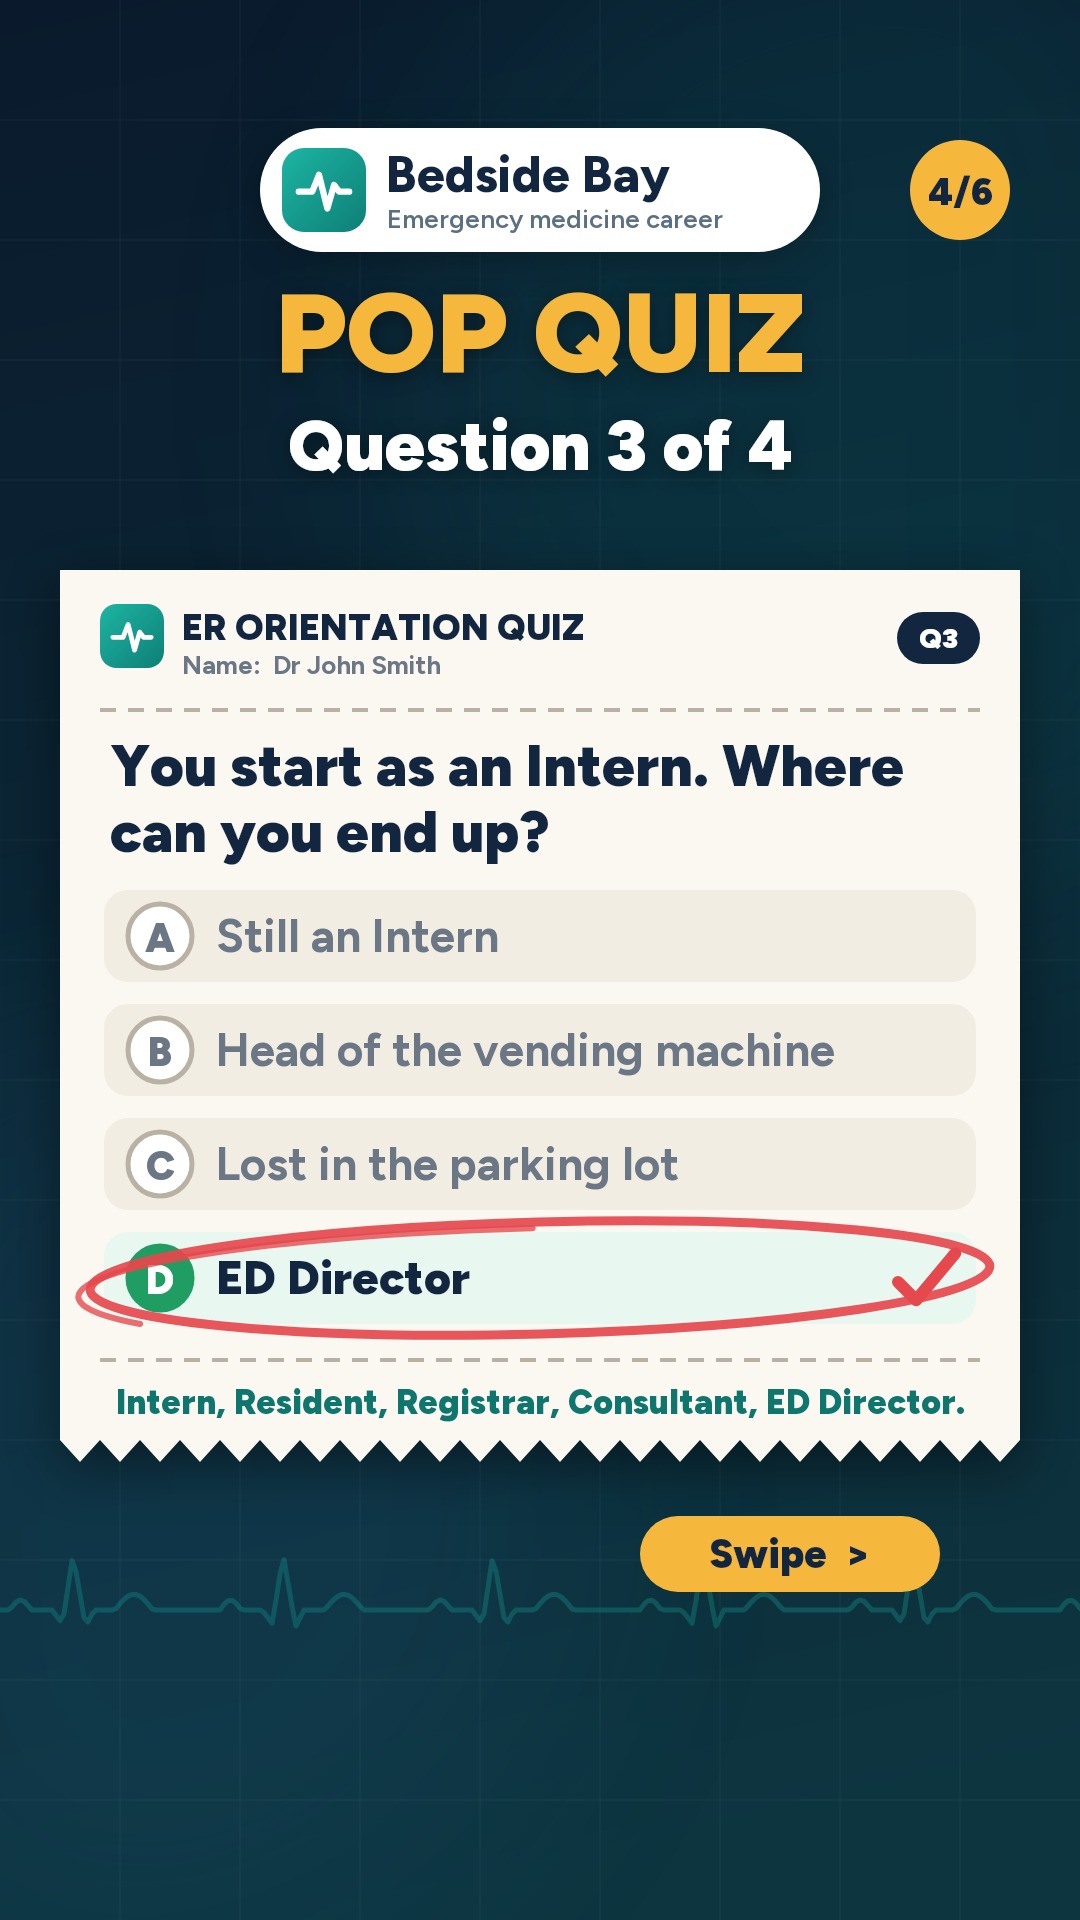 Bedside Bay
Emergency medicine career
4/6
POP QUIZ
Question 3 of 4
ER ORIENTATION QUIZ
Name: Dr John Smith
Q3
You start as an Intern. Where
can you end up?
A Still an Intern
B Head of the vending machine
C Lost in the parking lot
D ED Director
Intern, Resident, Registrar, Consultant, ED Director.
Swipe >